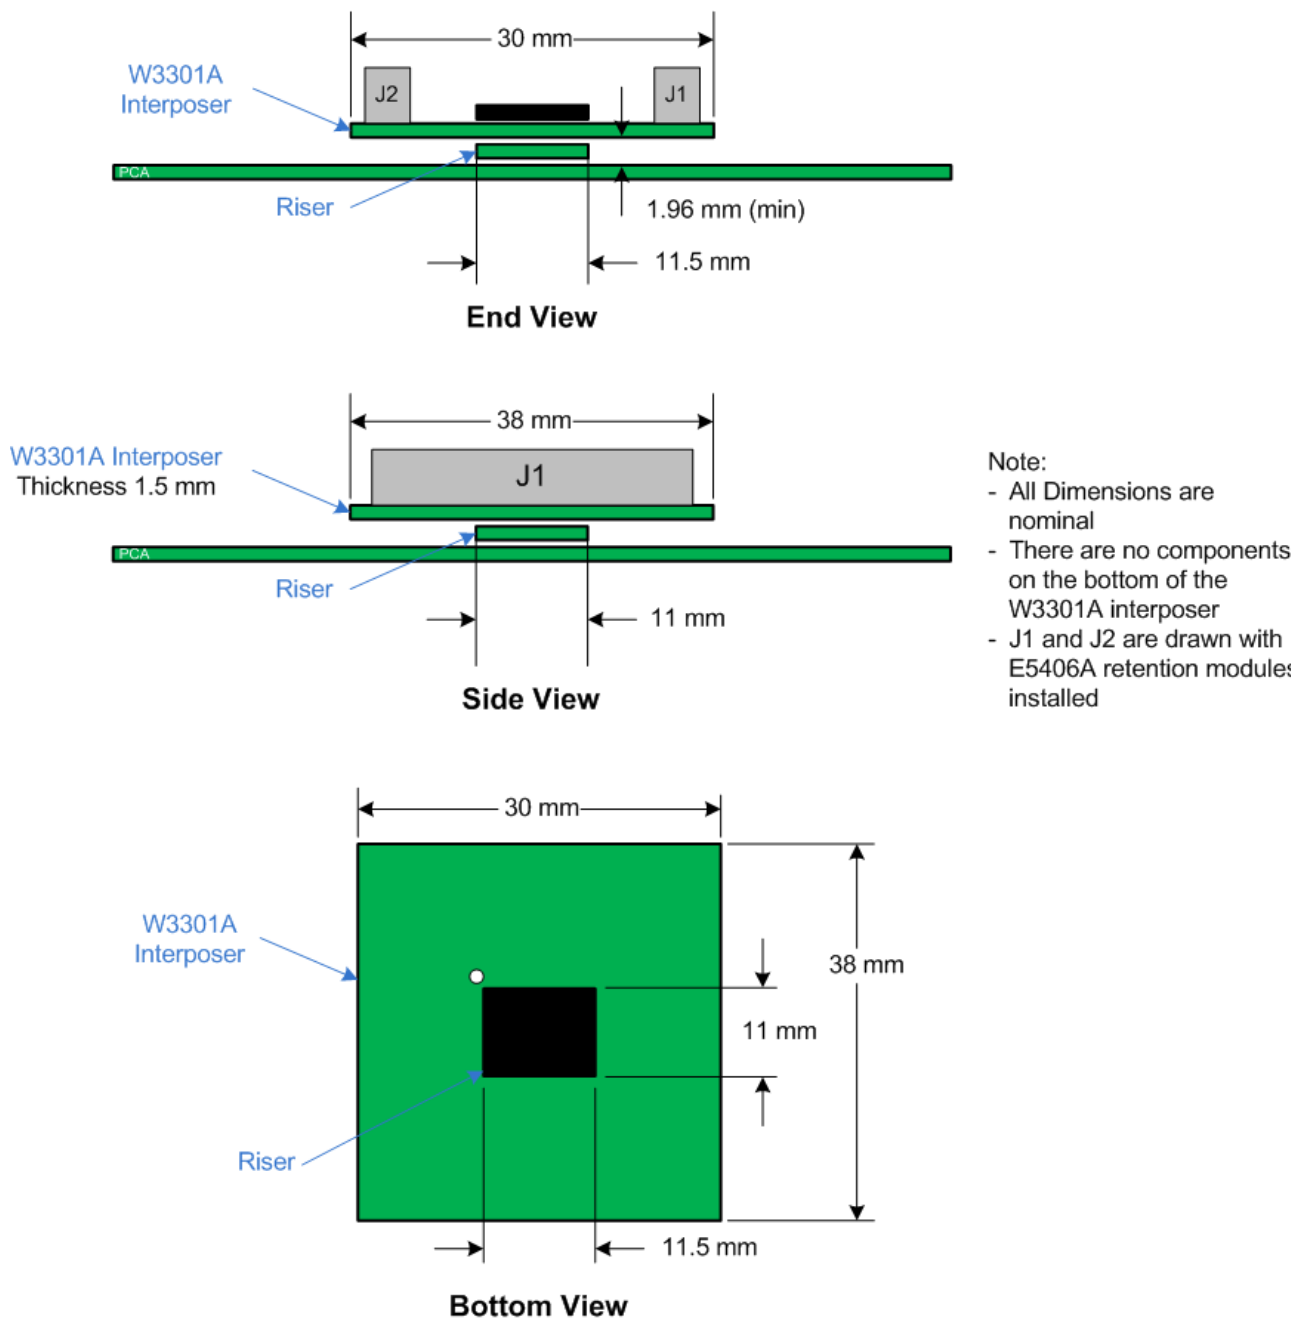 30 mm
W3301A
Interposer
J2
J1
PCA
Riser
1.96 mm (min)
11.5 mm
End View
38 mm
W3301A Interposer
Thickness 1.5 mm
J1
PCA
Riser
11 mm
Side View
Note:
- All Dimensions are
nominal
- There are no components
on the bottom of the
W3301A interposer
- J1 and J2 are drawn with
E5406A retention modules
installed
30 mm
W3301A
Interposer
38 mm
11 mm
Riser
11.5 mm
Bottom View